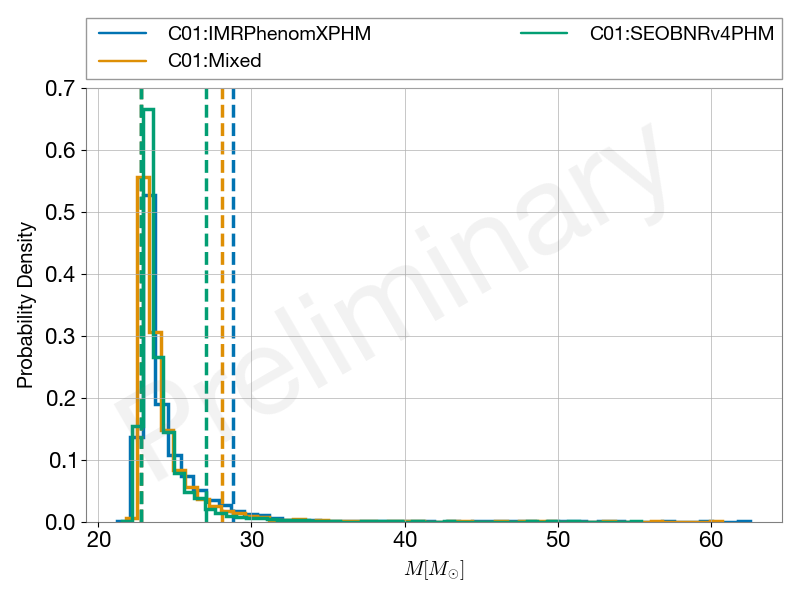 C01:IMRPhenomXPHM
C01:SEOBNRv4PHM
C01:Mixed
0.7
0.6
0.5
0.4
0.3
0.2
0.1
0.0
Probability Density
Preliminary
20 30 40 50 60
M[M☉]